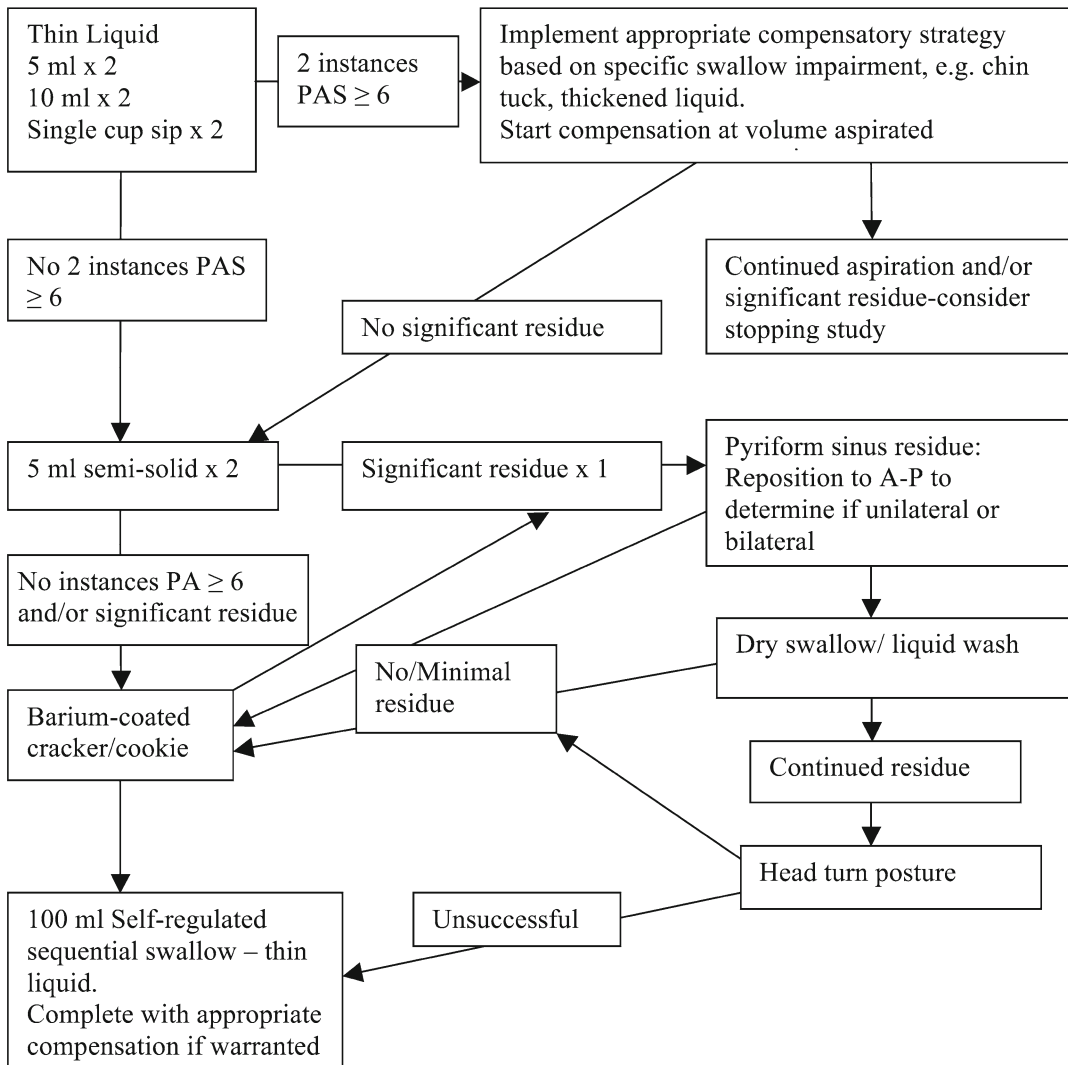 Thin Liquid
5 ml x 2
10 ml x 2
Single cup sip x 2
2 instances
PAS ≥ 6
Implement appropriate compensatory strategy
based on specific swallow impairment, e.g. chin
tuck, thickened liquid.
Start compensation at volume aspirated
No 2 instances PAS
≥ 6
No significant residue
Continued aspiration and/or
significant residue-consider
stopping study
5 ml semi-solid x 2
Significant residue x 1
Pyriform sinus residue:
Reposition to A-P to
determine if unilateral or
bilateral
No instances PA ≥ 6
and/or significant residue
Dry swallow/ liquid wash
No/Minimal
residue
Barium-coated
cracker/cookie
Continued residue
Head turn posture
Unsuccessful
100 ml Self-regulated
sequential swallow – thin
liquid.
Complete with appropriate
compensation if warranted